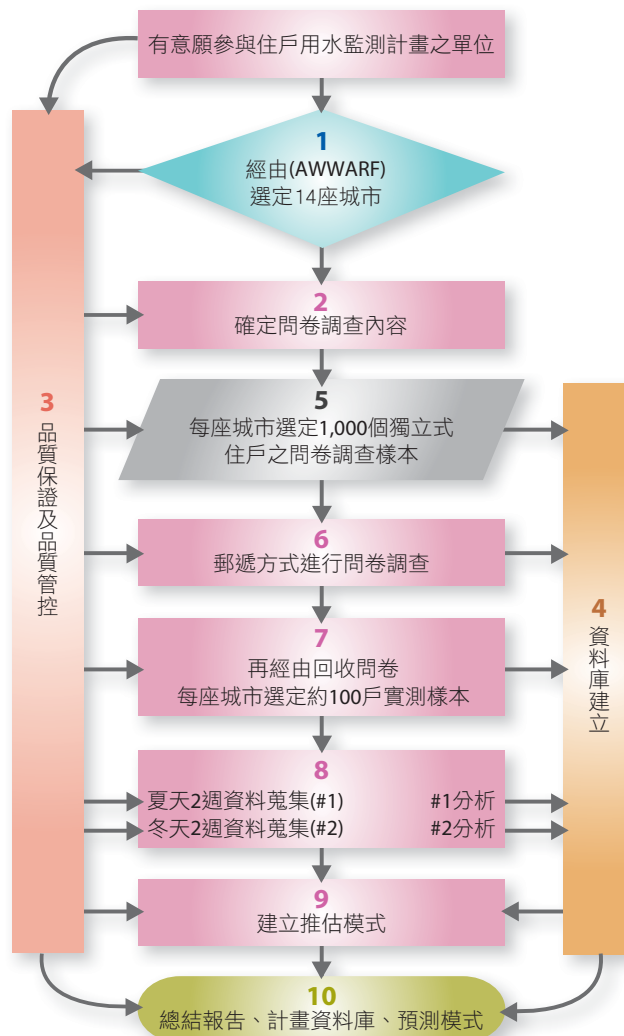 有意願參與住戶用水監測計畫之單位
1
經由(AWWARF)
選定14座城市
2
確定問卷調查內容
3
品質保證及品質管控
4
資料庫建立
5
每座城市選定1,000個獨立式
住戶之問卷調查樣本
6
郵遞方式進行問卷調查
7
再經由回收問卷
每座城市選定約100戶實測樣本
8
夏天2週資料蒐集(#1) #1分析
冬天2週資料蒐集(#2) #2分析
9
建立推估模式
10
總結報告、計畫資料庫、預測模式